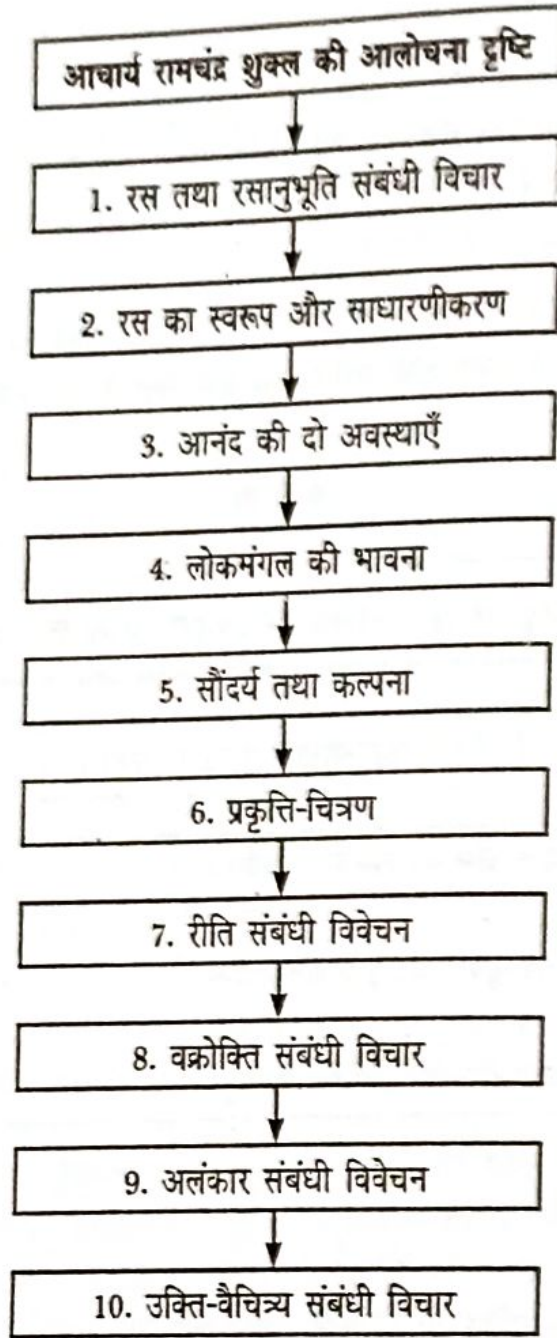 आचार्य रामचंद्र शुक्ल की आलोचना दृष्टि
1. रस तथा रसानुभूति संबंधी विचार
2. रस का स्वरूप और साधारणीकरण
3. आनंद की दो अवस्थाएँ
4. लोकमंगल की भावना
5. सौंदर्य तथा कल्पना
6. प्रकृत्ति-चित्रण
7. रीति संबंधी विवेचन
8. वक्रोक्ति संबंधी विचार
9. अलंकार संबंधी विवेचन
10. उक्ति-वैचित्र्य संबंधी विचार